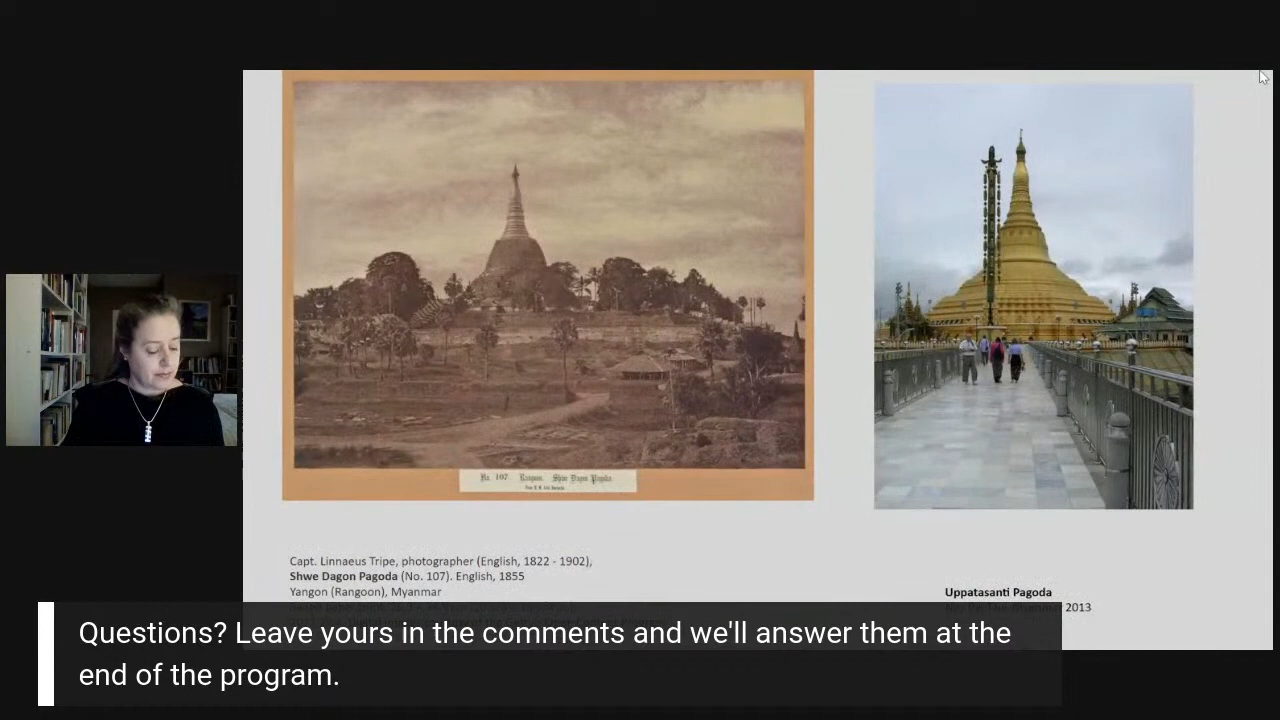 No. 107. Rangoon. Shwe Dagon Pagoda.
Capt. Linnaeus Tripe, photographer (English, 1822 - 1902),
Shwe Dagon Pagoda (No. 107). English, 1855
Yangon (Rangoon), Myanmar
Uppatasanti Pagoda
2013
Questions? Leave yours in the comments and we'll answer them at the
end of the program.